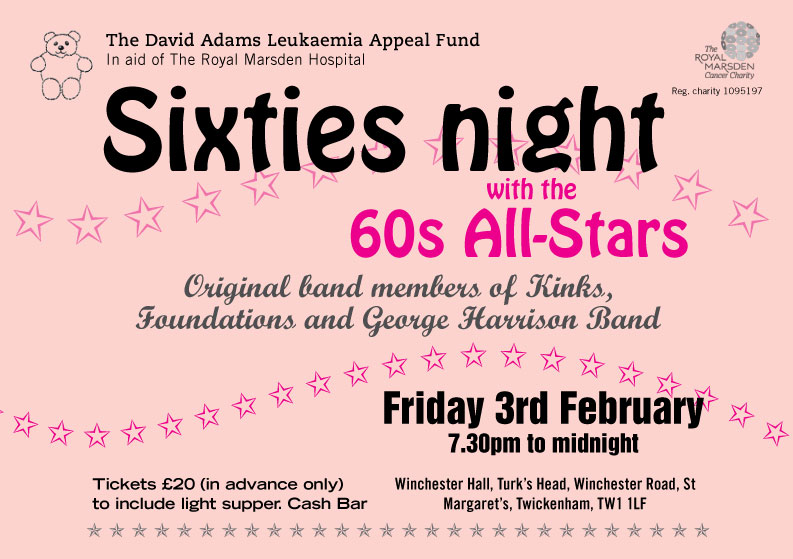 The David Adams Leukaemia Appeal Fund
In aid of The Royal Marsden Hospital
The
ROYAL
MARSDEN
Cancer Charity
Reg. charity 1095197
Sixties night
with the
60s All-Stars
Original band members of Kinks,
Foundations and George Harrison Band
Friday 3rd February
7.30pm to midnight
Tickets £20 (in advance only)
to include light supper. Cash Bar
Winchester Hall, Turk's Head, Winchester Road, St
Margaret's, Twickenham, TW1 1LF